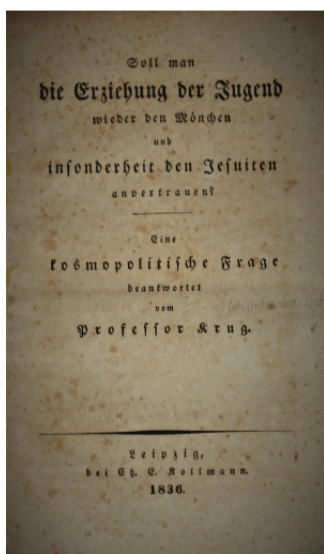 Soll man
die Erziehung der Jugend
wieder den Mönchen
und
insonderheit den Jesuiten
anvertrauen?
Eine
kosmopolitische Frage
beantwortet
vom
Professor Krug.
Leipzig,
bei Ch. E. Kollmann.
1836.